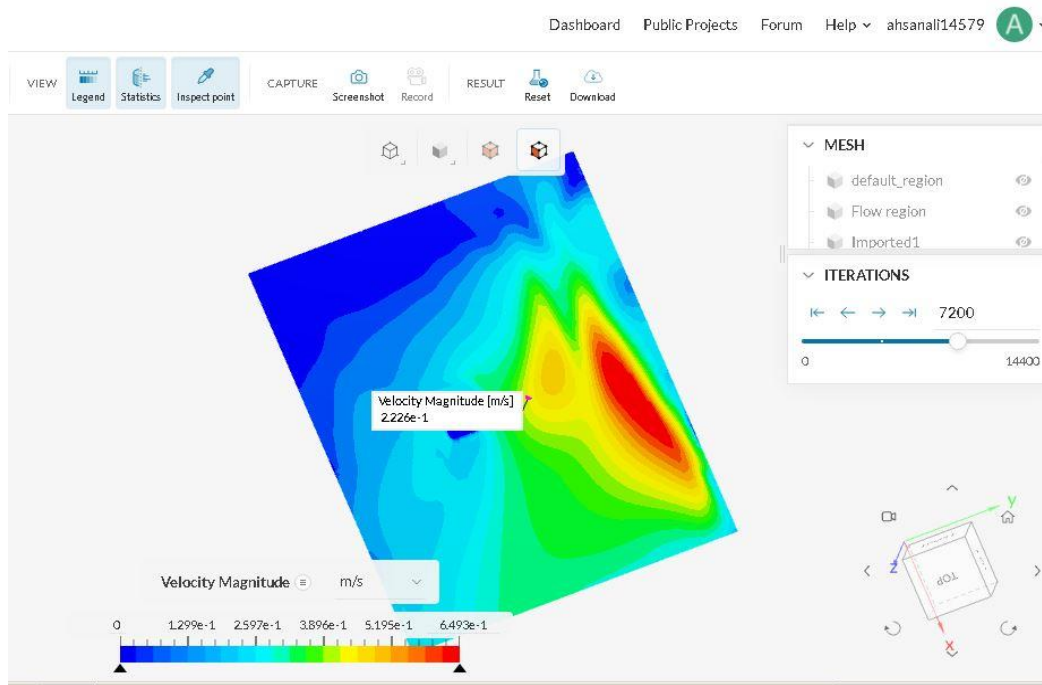 Dashboard Public Projects Forum Help ahsanali14579 A
VIEW Legend Statistics Inspect point CAPTURE Screenshot Record RESULT Reset Download
MESH
default_region
Flow region
Imported1
ITERATIONS
7200
0 14400
Velocity Magnitude [m/s]
2.226e-1
Velocity Magnitude m/s
0 1.299e-1 2.597e-1 3.896e-1 5.195e-1 6.493e-1
y
Z
TOP
X